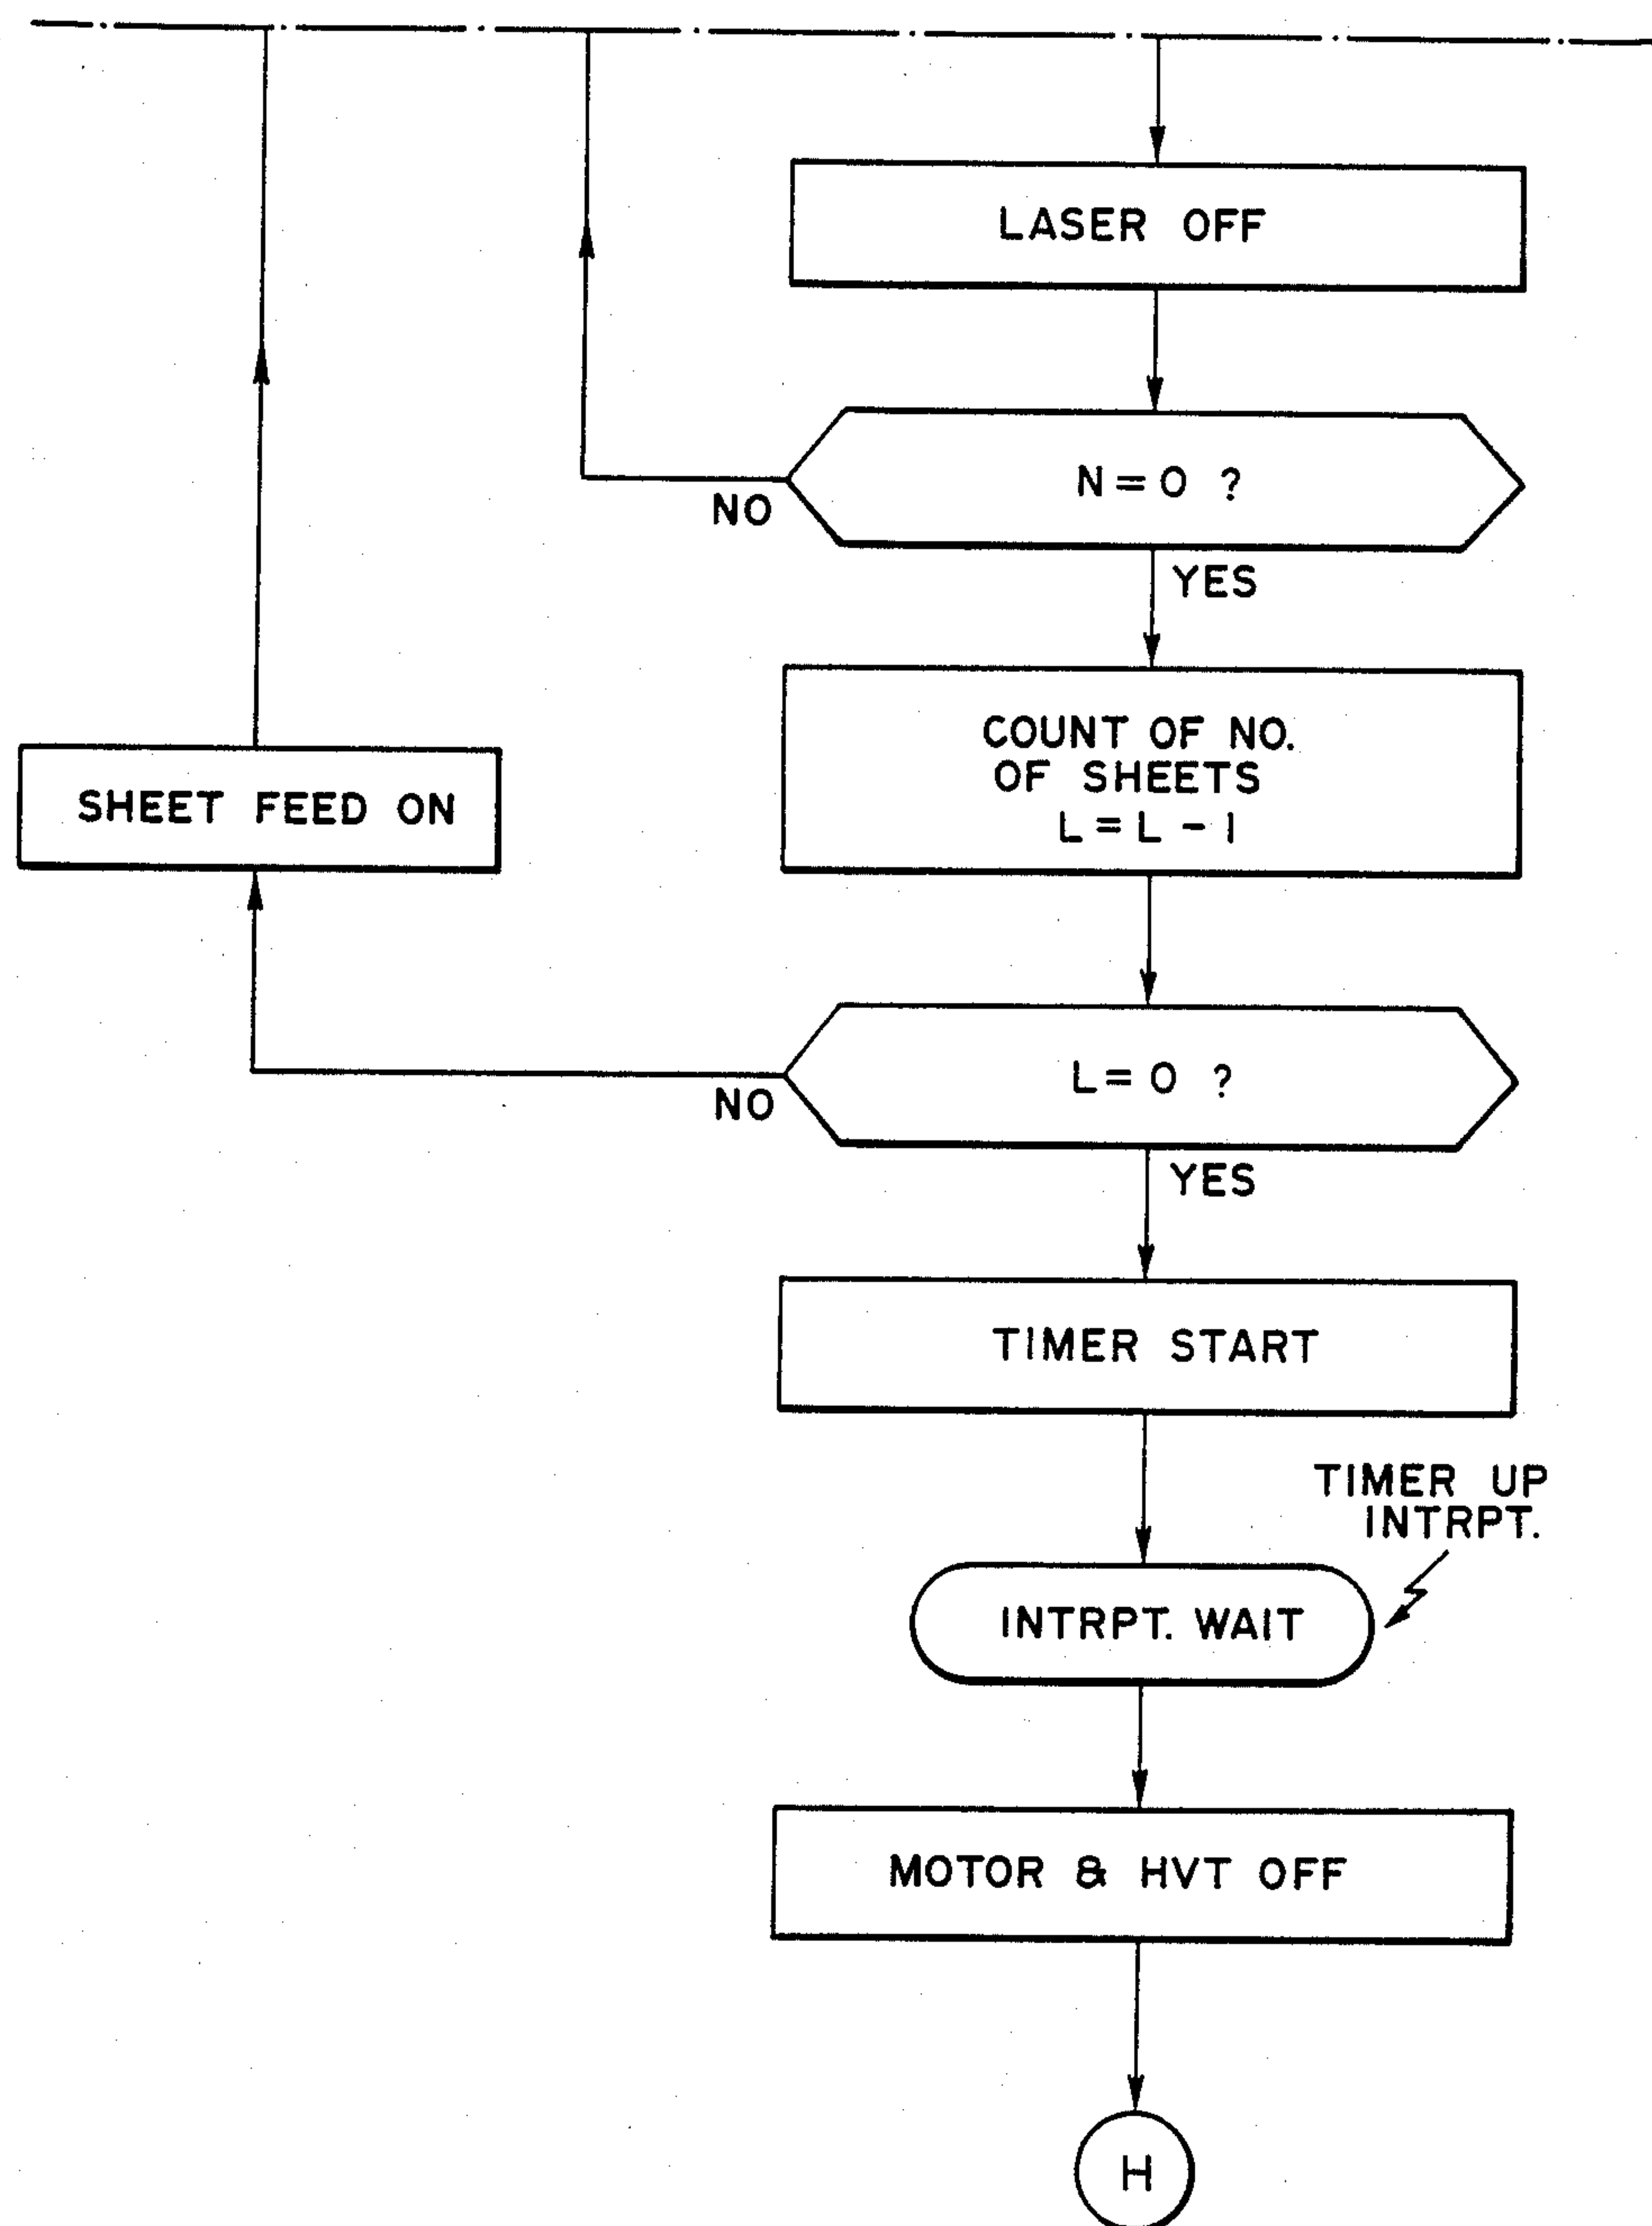 LASER OFF
N = 0 ?
NO
YES
COUNT OF NO.
OF SHEETS
L = L - 1
SHEET FEED ON
L = 0 ?
NO
YES
TIMER START
TIMER UP
INTRPT.
INTRPT. WAIT
MOTOR & HVT OFF
H